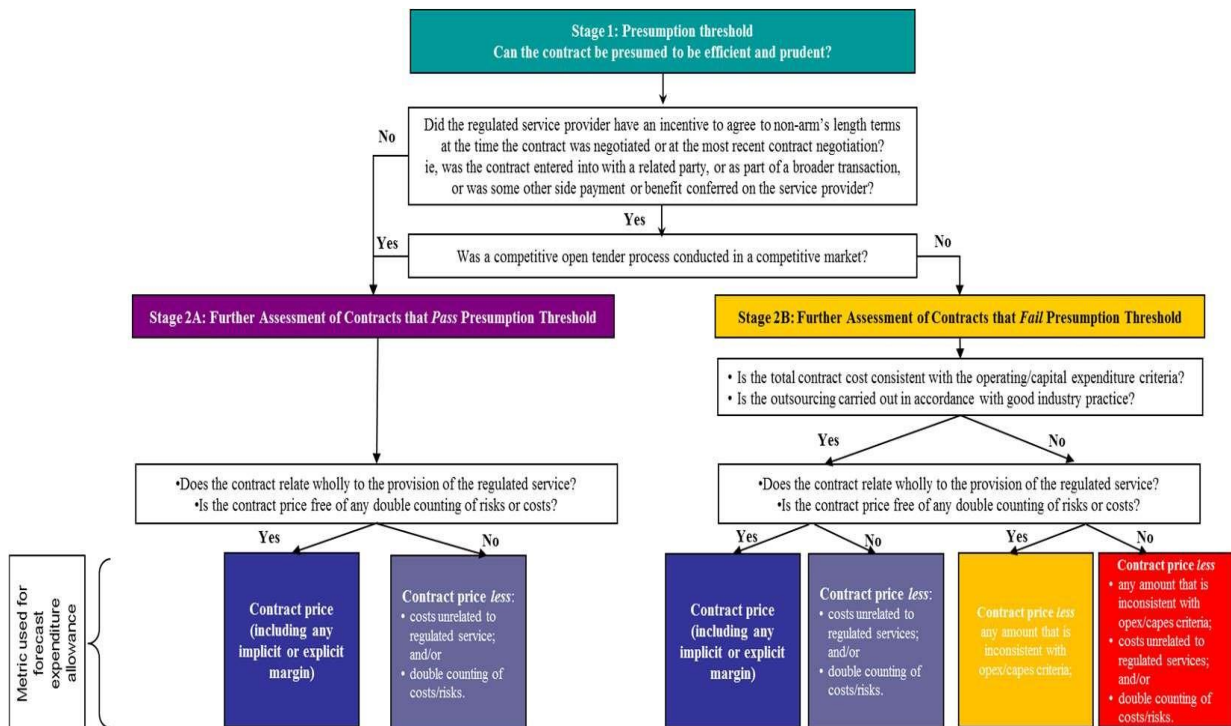 Stage 1: Presumption threshold
Can the contract be presumed to be efficient and prudent?
Did the regulated service provider have an incentive to agree to non-arm's length terms
at the time the contract was negotiated or at the most recent contract negotiation?
ie, was the contract entered into with a related party, or as part of a broader transaction,
or was some other side payment or benefit conferred on the service provider?
No
Yes
Yes
Was a competitive open tender process conducted in a competitive market?
No
Stage 2A: Further Assessment of Contracts that Pass Presumption Threshold
Stage 2B: Further Assessment of Contracts that Fail Presumption Threshold
• Is the total contract cost consistent with the operating/capital expenditure criteria?
• Is the outsourcing carried out in accordance with good industry practice?
Yes
No
•Does the contract relate wholly to the provision of the regulated service?
•Is the contract price free of any double counting of risks or costs?
•Does the contract relate wholly to the provision of the regulated service?
•Is the contract price free of any double counting of risks or costs?
Yes
No
Yes
No
Yes
No
Metric used for
forecast
expenditure
allowance
Contract price
(including any
implicit or explicit
margin)
Contract price less:
• costs unrelated to
regulated service;
and/or
• double counting of
costs/risks.
Contract price
(including any
implicit or explicit
margin)
Contract price less:
• costs unrelated to
regulated services;
and/or
• double counting of
costs/risks.
Contract price less
any amount that is
inconsistent with
opex/capes criteria;
Contract price less
• any amount that is
inconsistent with
opex/capes criteria;
• costs unrelated to
regulated services;
and/or
• double counting of
costs/risks.